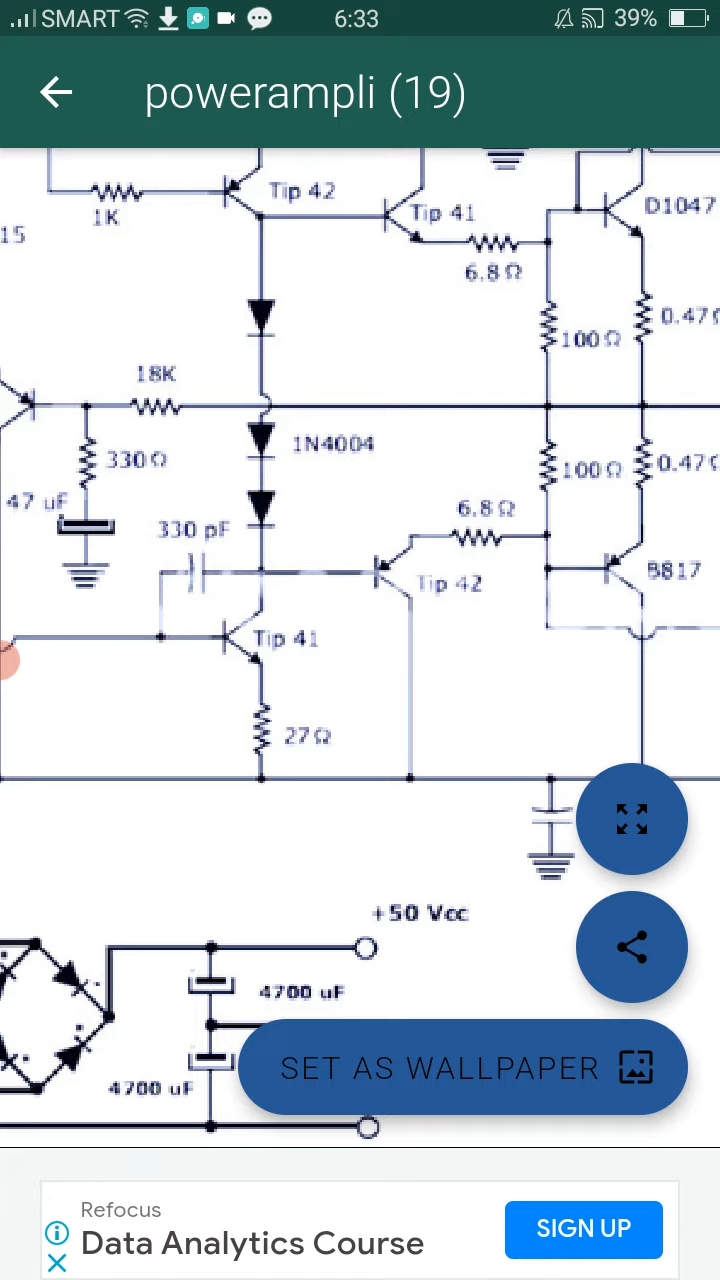 SMART
6:33
39%
powerampli (19)
Tip 42
1K
Tip 41
D1047
15
6.8Ω
0.47
100Ω
18K
1N4004
330Ω
100Ω
0.47
47 uF
6.8Ω
330 pF
Tip 42
B817
Tip 41
27Ω
+50 Vcc
4700 uF
4700 uF
SET AS WALLPAPER
Refocus
Data Analytics Course
SIGN UP